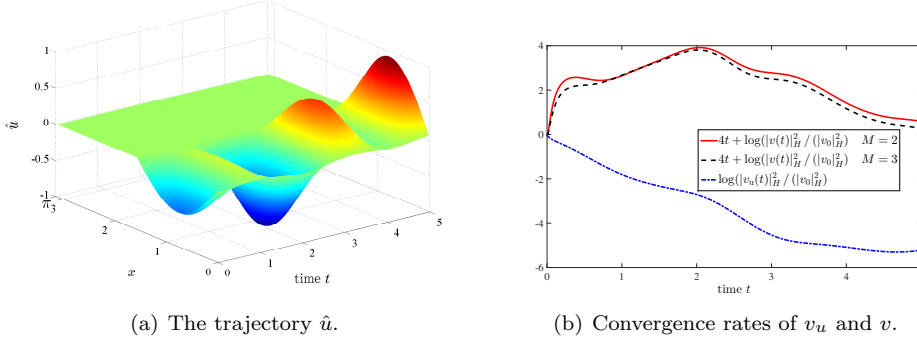 1
0.5
0
-0.5
-1
û
π
3
2
1
0
x
0
1
2
3
4
5
time t
4
2
0
-2
-4
-6
0
1
2
3
4
time t
4t + log(|v(t)|²_H / (|v₀|²_H) M = 2
4t + log(|v(t)|²_H / (|v₀|²_H) M = 3
log(|v_u(t)|²_H / (|v₀|²_H)
(a) The trajectory û.
(b) Convergence rates of v_u and v.